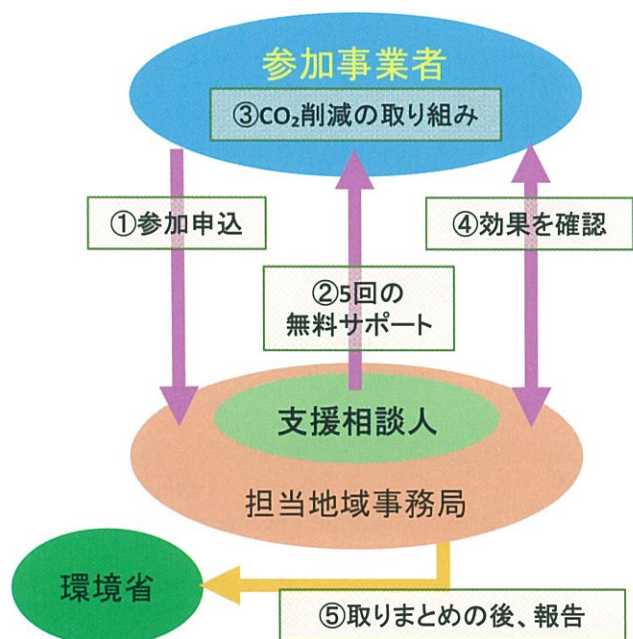 参加事業者
③CO₂削減の取り組み
①参加申込
④効果を確認
②5回の
無料サポート
支援相談人
担当地域事務局
環境省
⑤取りまとめの後、報告